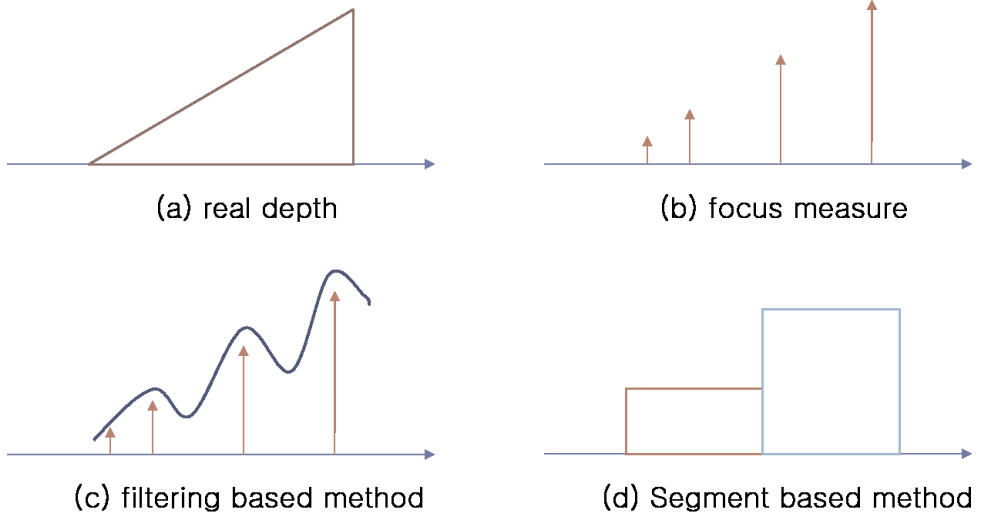 (a) real depth
(b) focus measure
(c) filtering based method
(d) Segment based method